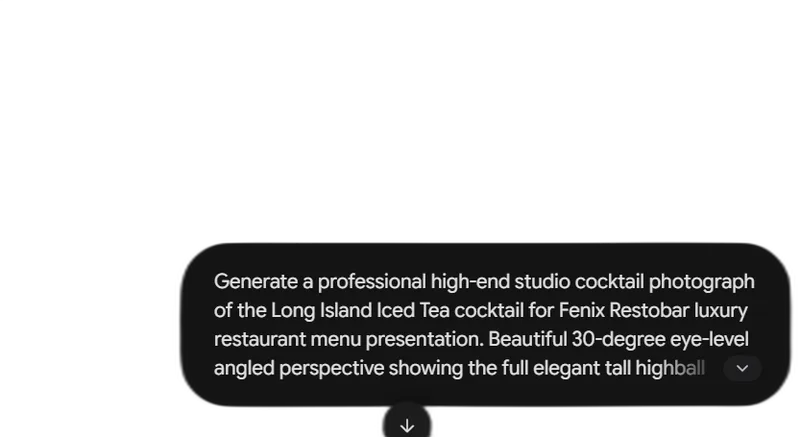 Generate a professional high-end studio cocktail photograph
of the Long Island Iced Tea cocktail for Fenix Restobar luxury
restaurant menu presentation. Beautiful 30-degree eye-level
angled perspective showing the full elegant tall highball